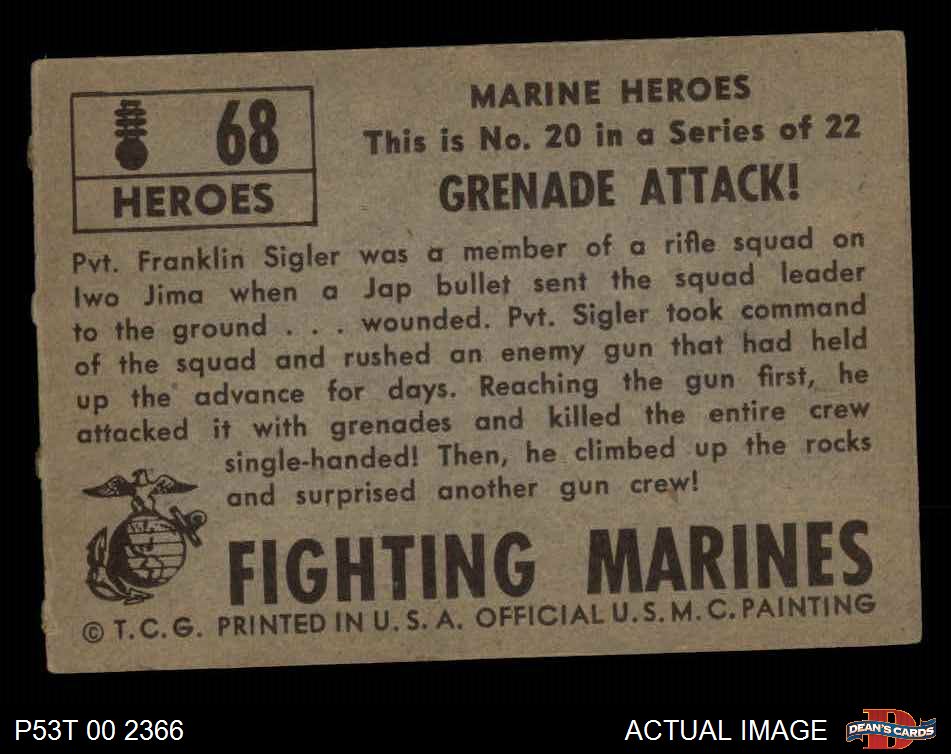 68
HEROES
MARINE HEROES
This is No. 20 in a Series of 22
GRENADE ATTACK!
Pvt. Franklin Sigler was a member of a rifle squad on
Iwo Jima when a Jap bullet sent the squad leader
to the ground . . . wounded. Pvt. Sigler took command
of the squad and rushed an enemy gun that had held
up the advance for days. Reaching the gun first, he
attacked it with grenades and killed the entire crew
single-handed! Then, he climbed up the rocks
and surprised another gun crew!
FIGHTING MARINES
© T.C.G. PRINTED IN U.S.A. OFFICIAL U.S.M.C. PAINTING
P53T 00 2366
ACTUAL IMAGE
D
DEAN'S CARDS